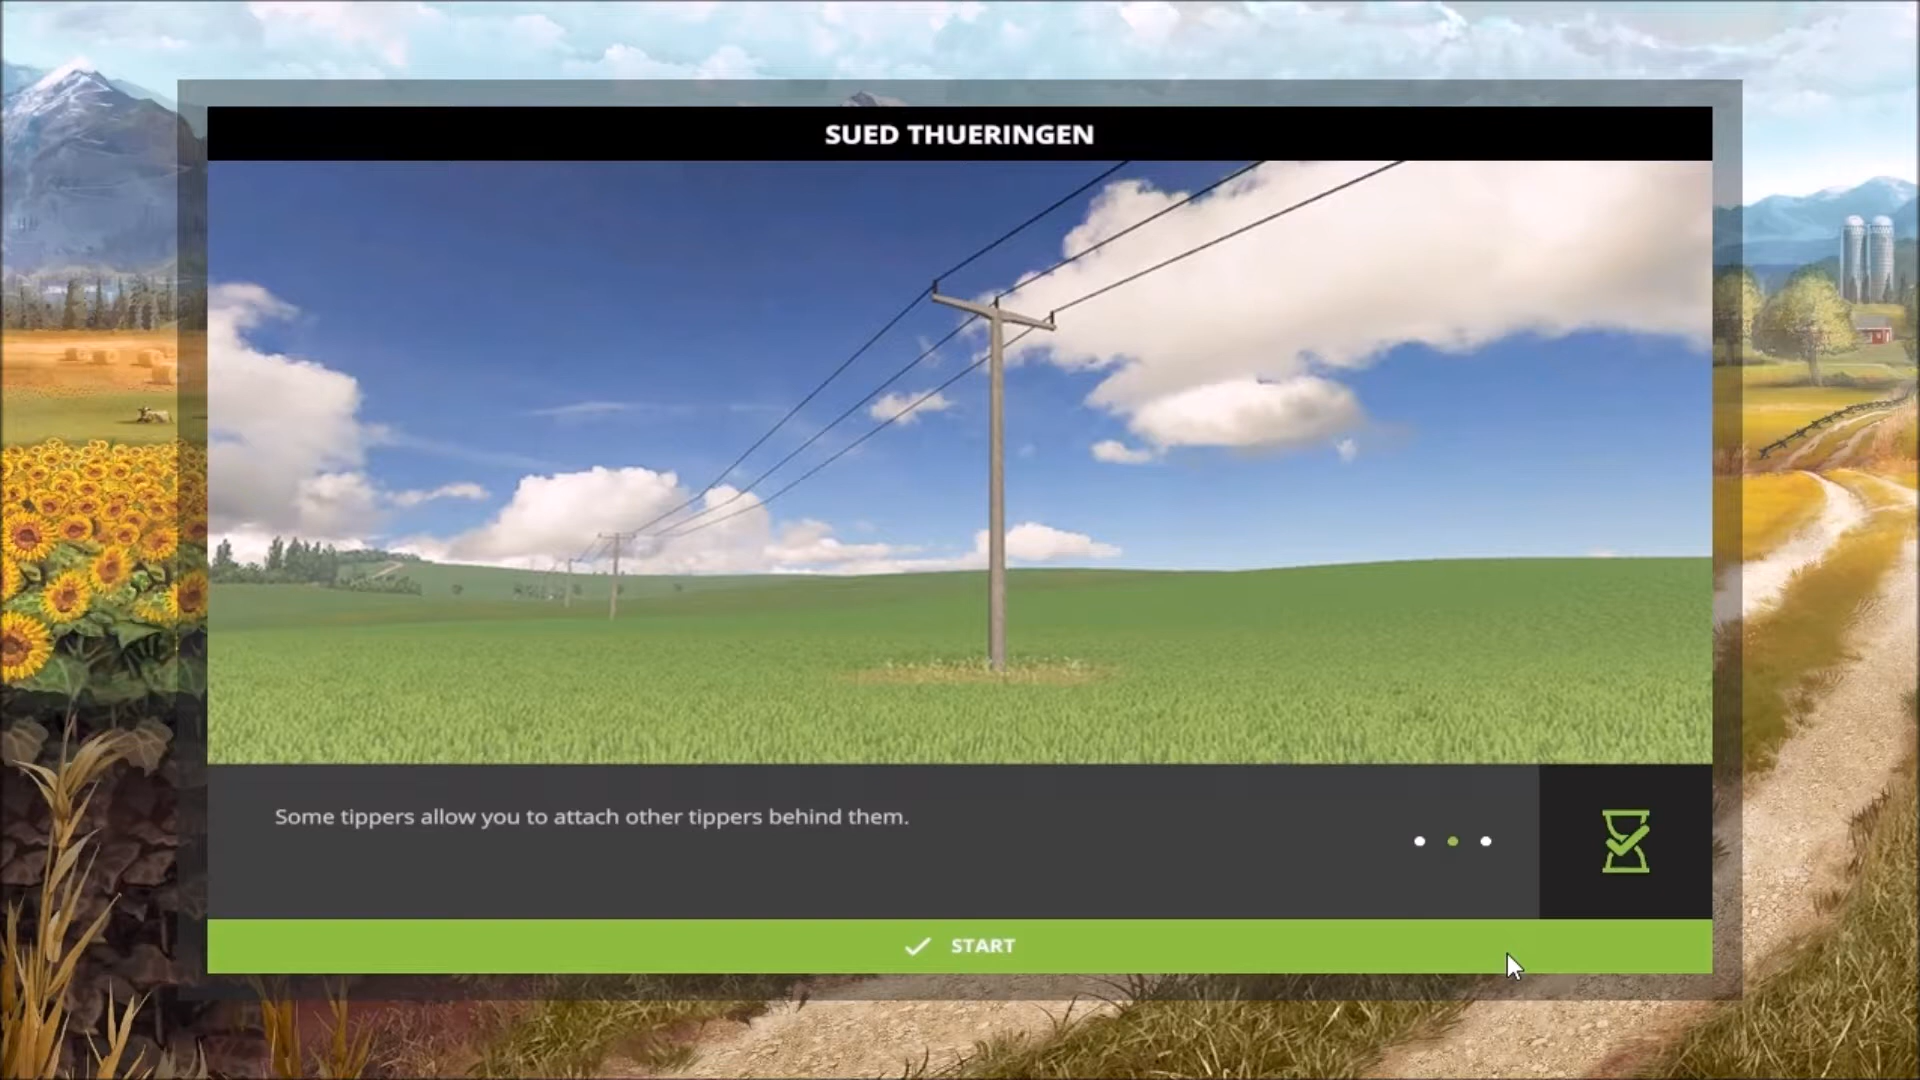 SUED THUERINGEN
Some tippers allow you to attach other tippers behind them.
START